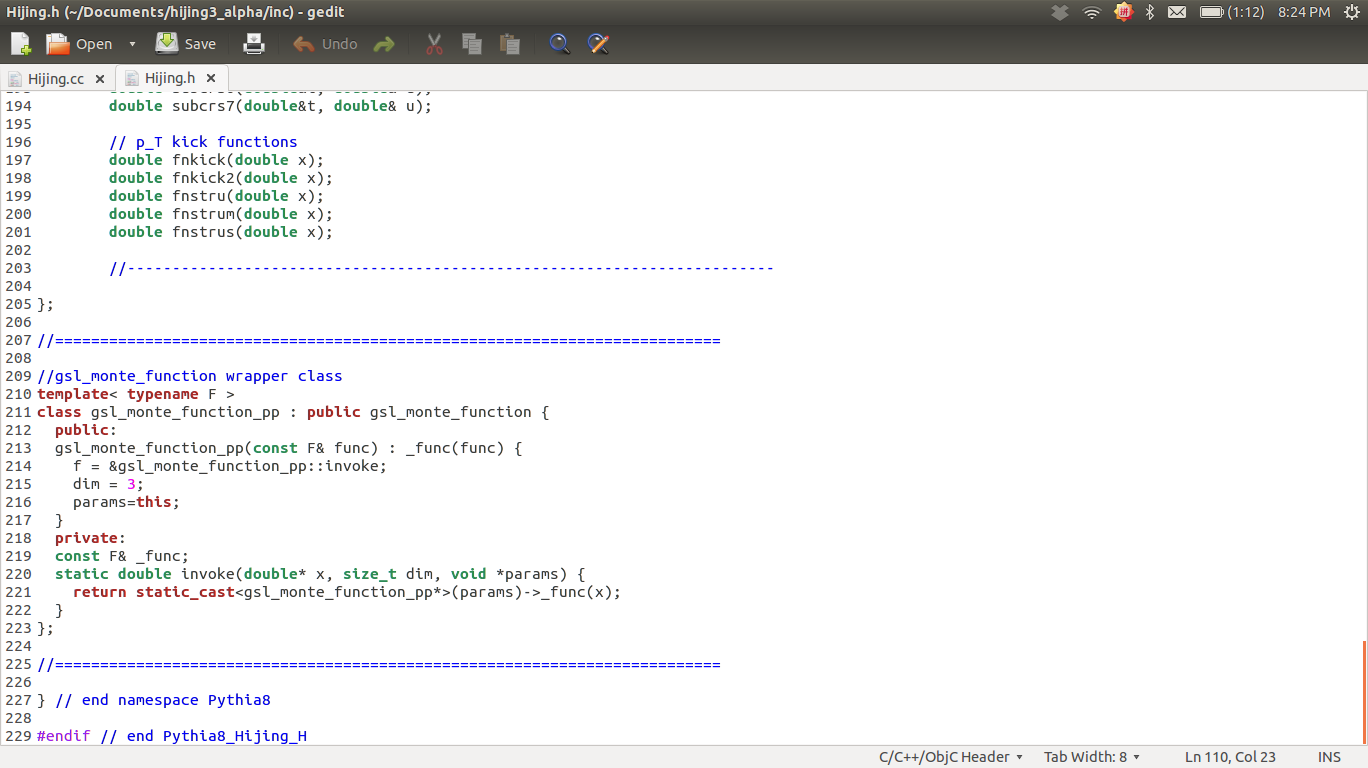 Hijing.h (~/Documents/hijing3_alpha/inc) - gedit
(1:12) 8:24 PM
Open Save Undo
Hijing.cc × Hijing.h ×
194 double subcrs7(double&t, double& u);
195
196 // p_T kick functions
197 double fnkick(double x);
198 double fnkick2(double x);
199 double fnstru(double x);
200 double fnstrum(double x);
201 double fnstrus(double x);
202
203 //------------------------------------------------------------------------
204
205 };
206
207 //==========================================================================
208
209 //gsl_monte_function wrapper class
210 template< typename F >
211 class gsl_monte_function_pp : public gsl_monte_function {
212 public:
213 gsl_monte_function_pp(const F& func) : _func(func) {
214 f = &gsl_monte_function_pp::invoke;
215 dim = 3;
216 params=this;
217 }
218 private:
219 const F& _func;
220 static double invoke(double* x, size_t dim, void *params) {
221 return static_cast<gsl_monte_function_pp*>(params)->_func(x);
222 }
223 };
224
225 //==========================================================================
226
227 } // end namespace Pythia8
228
229 #endif // end Pythia8_Hijing_H
C/C++/ObjC Header Tab Width: 8 Ln 110, Col 23 INS